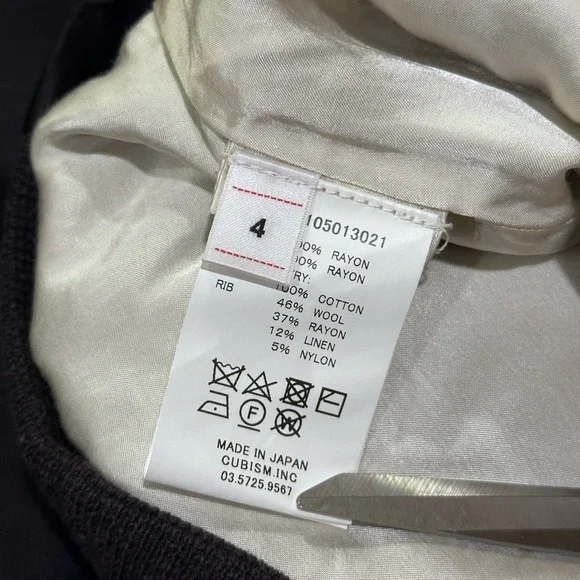 4
105013021
00% RAYON
00% RAYON
TRY:
100% COTTON
RIB 46% WOOL
37% RAYON
12% LINEN
5% NYLON
F
W
MADE IN JAPAN
CUBISM.INC
03.5725.9567